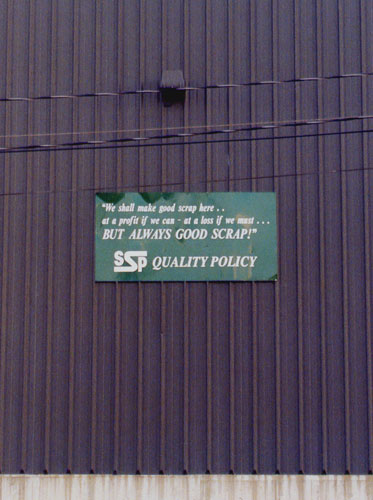 "We shall make good scrap here . .
at a profit if we can - at a loss if we must . . .
BUT ALWAYS GOOD SCRAP!"
SSP QUALITY POLICY